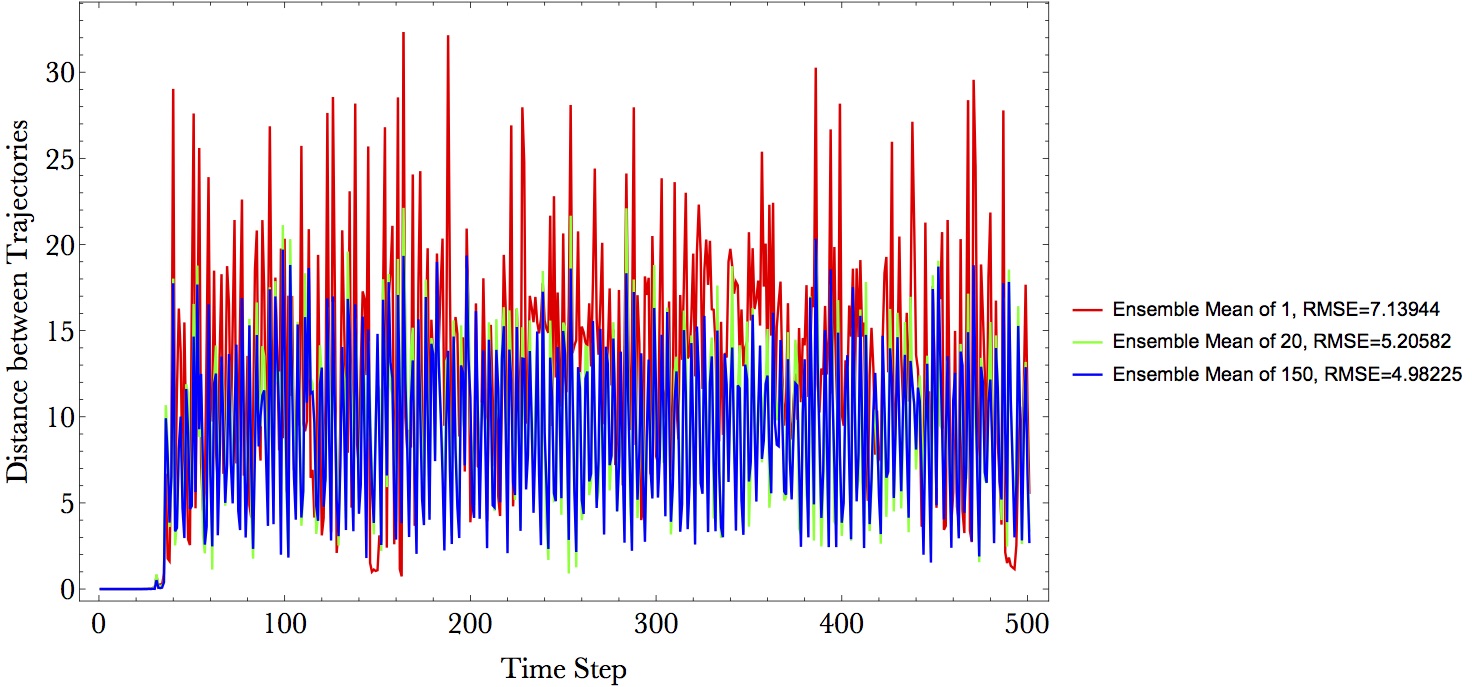 30
25
20
15
10
5
0
Distance between Trajectories
0 100 200 300 400 500
Time Step
Ensemble Mean of 1, RMSE=7.13944
Ensemble Mean of 20, RMSE=5.20582
Ensemble Mean of 150, RMSE=4.98225